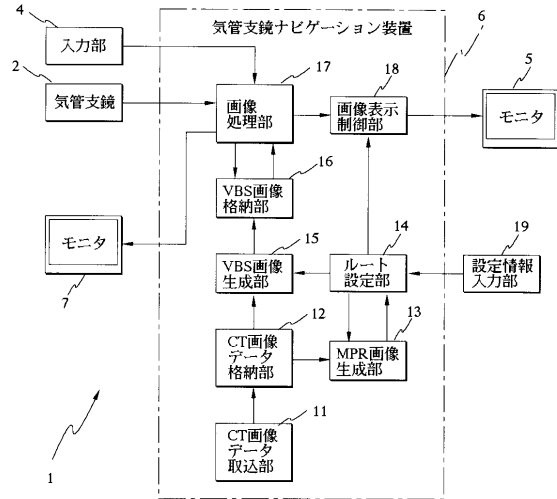 気管支鏡ナビゲーション装置
6
4
入力部
2
気管支鏡
17
画像
処理部
18
画像表示
制御部
5
モニタ
16
VBS画像
格納部
モニタ
7
15
VBS画像
生成部
14
ルート
設定部
19
設定情報
入力部
12
CT画像
データ
格納部
13
MPR画像
生成部
11
CT画像
データ
取込部
1